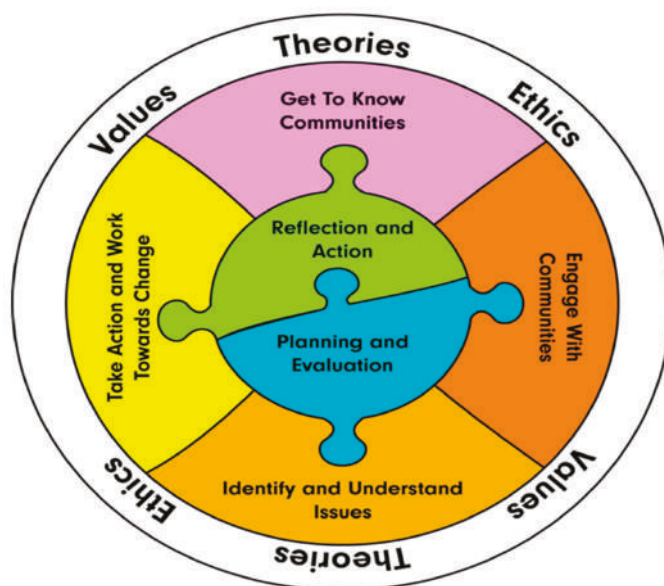 Theories
Values
Ethics
Get To Know
Communities
Reflection and
Action
Take Action and Work
Towards Change
Engage With
Communities
Planning and
Evaluation
Identify and Understand
Issues
Ethics
Values
Theories